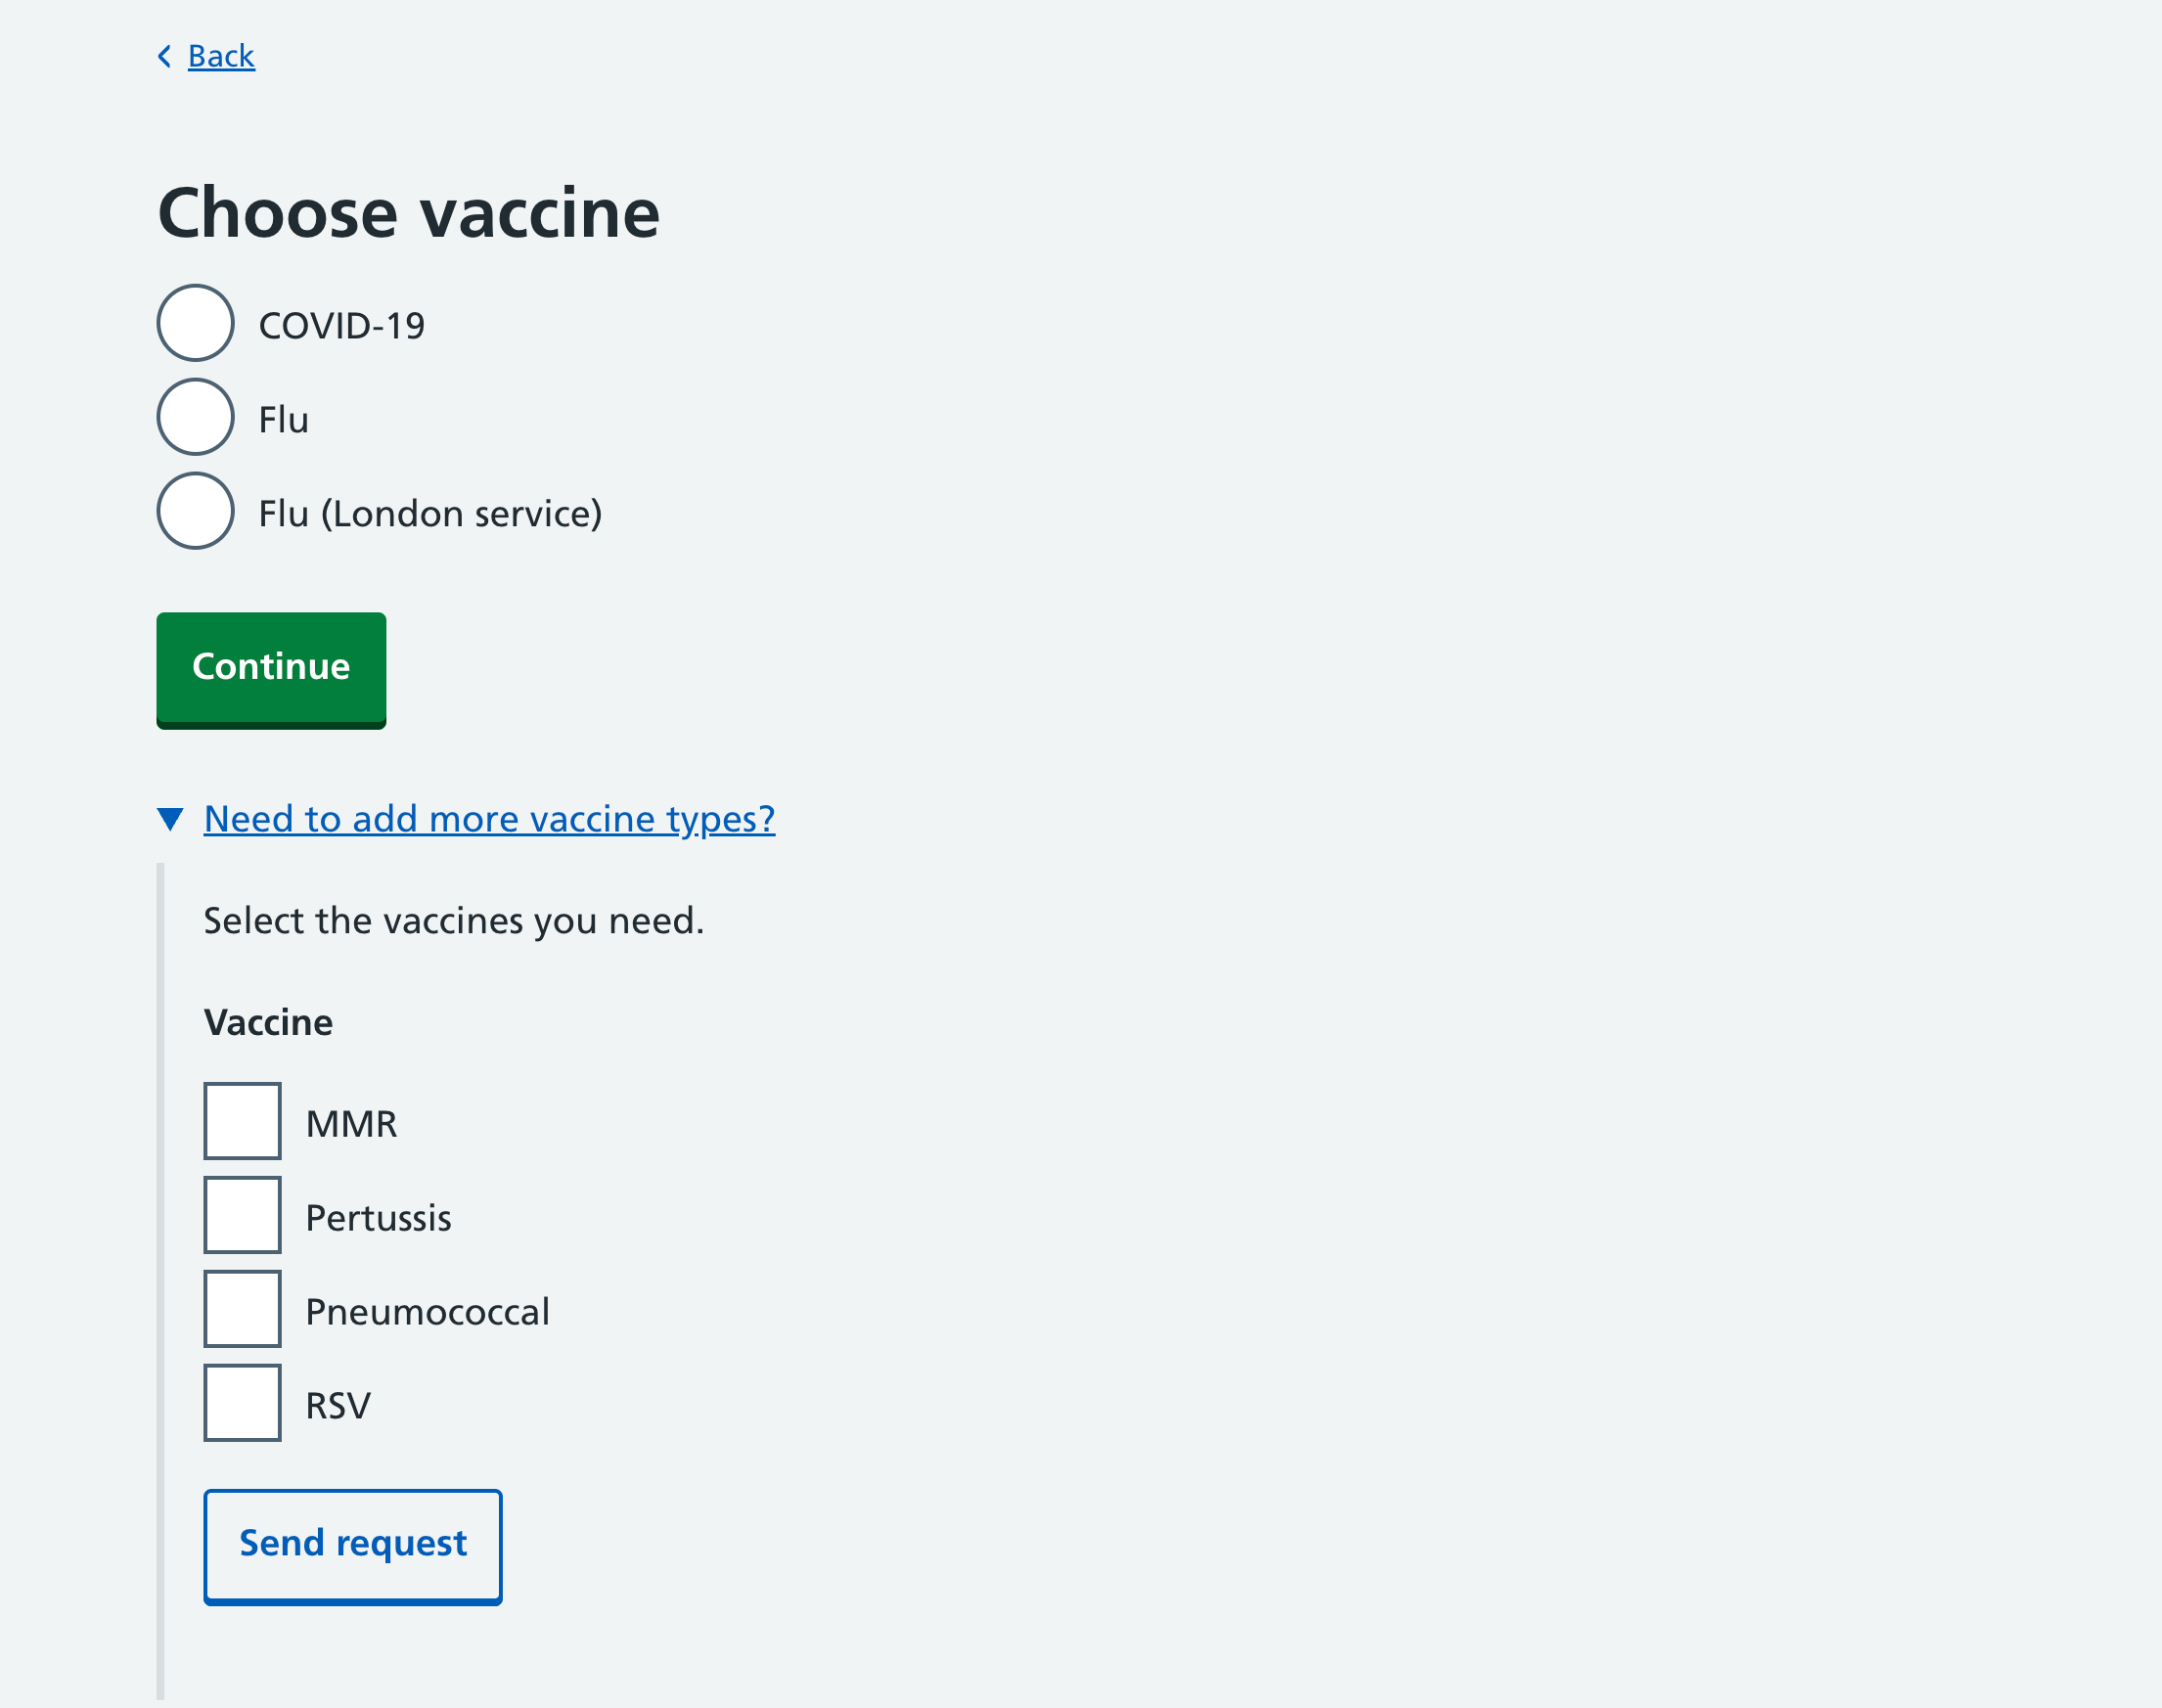 Back
Choose vaccine
COVID-19
Flu
Flu (London service)
Continue
Need to add more vaccine types?
Select the vaccines you need.
Vaccine
MMR
Pertussis
Pneumococcal
RSV
Send request